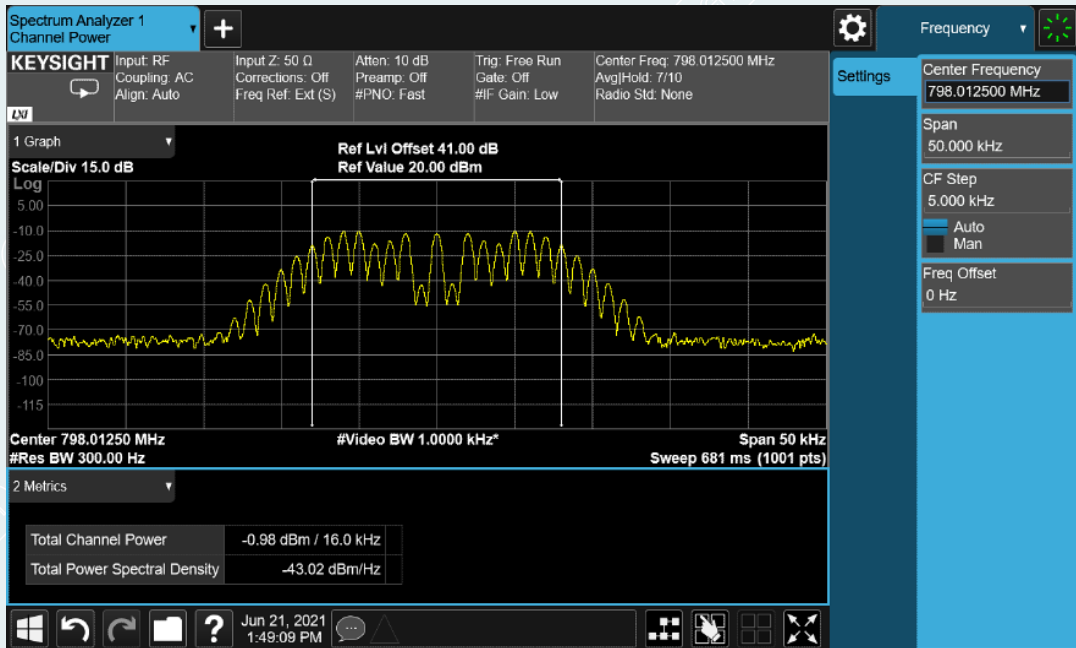 Spectrum Analyzer 1
Channel Power
+
Frequency
KEYSIGHT
LXI
Input: RF
Coupling: AC
Align: Auto
Input Z: 50 Ω
Corrections: Off
Freq Ref: Ext (S)
Atten: 10 dB
Preamp: Off
#PNO: Fast
Trig: Free Run
Gate: Off
#IF Gain: Low
Center Freq: 798.012500 MHz
Avg|Hold: 7/10
Radio Std: None
Settings
Center Frequency
798.012500 MHz
Span
50.000 kHz
CF Step
5.000 kHz
Auto
Man
Freq Offset
0 Hz
1 Graph
Scale/Div 15.0 dB
Ref Lvl Offset 41.00 dB
Ref Value 20.00 dBm
Log
5.00
-10.0
-25.0
-40.0
-55.0
-70.0
-85.0
-100
-115
Center 798.01250 MHz
#Video BW 1.0000 kHz*
Span 50 kHz
#Res BW 300.00 Hz
Sweep 681 ms (1001 pts)
2 Metrics
Total Channel Power -0.98 dBm / 16.0 kHz
Total Power Spectral Density -43.02 dBm/Hz
?
Jun 21, 2021
1:49:09 PM